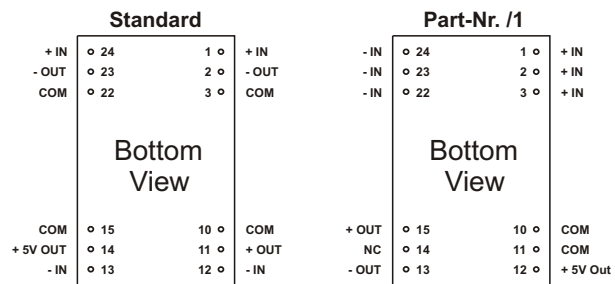 Standard Part-Nr. /1
+ IN 24 1 + IN - IN 24 1 + IN
- OUT 23 2 - OUT - IN 23 2 + IN
COM 22 3 COM - IN 22 3 + IN
Bottom Bottom
View View
COM 15 10 COM + OUT 15 10 COM
+ 5V OUT 14 11 + OUT NC 14 11 COM
- IN 13 12 - IN - OUT 13 12 + 5V Out